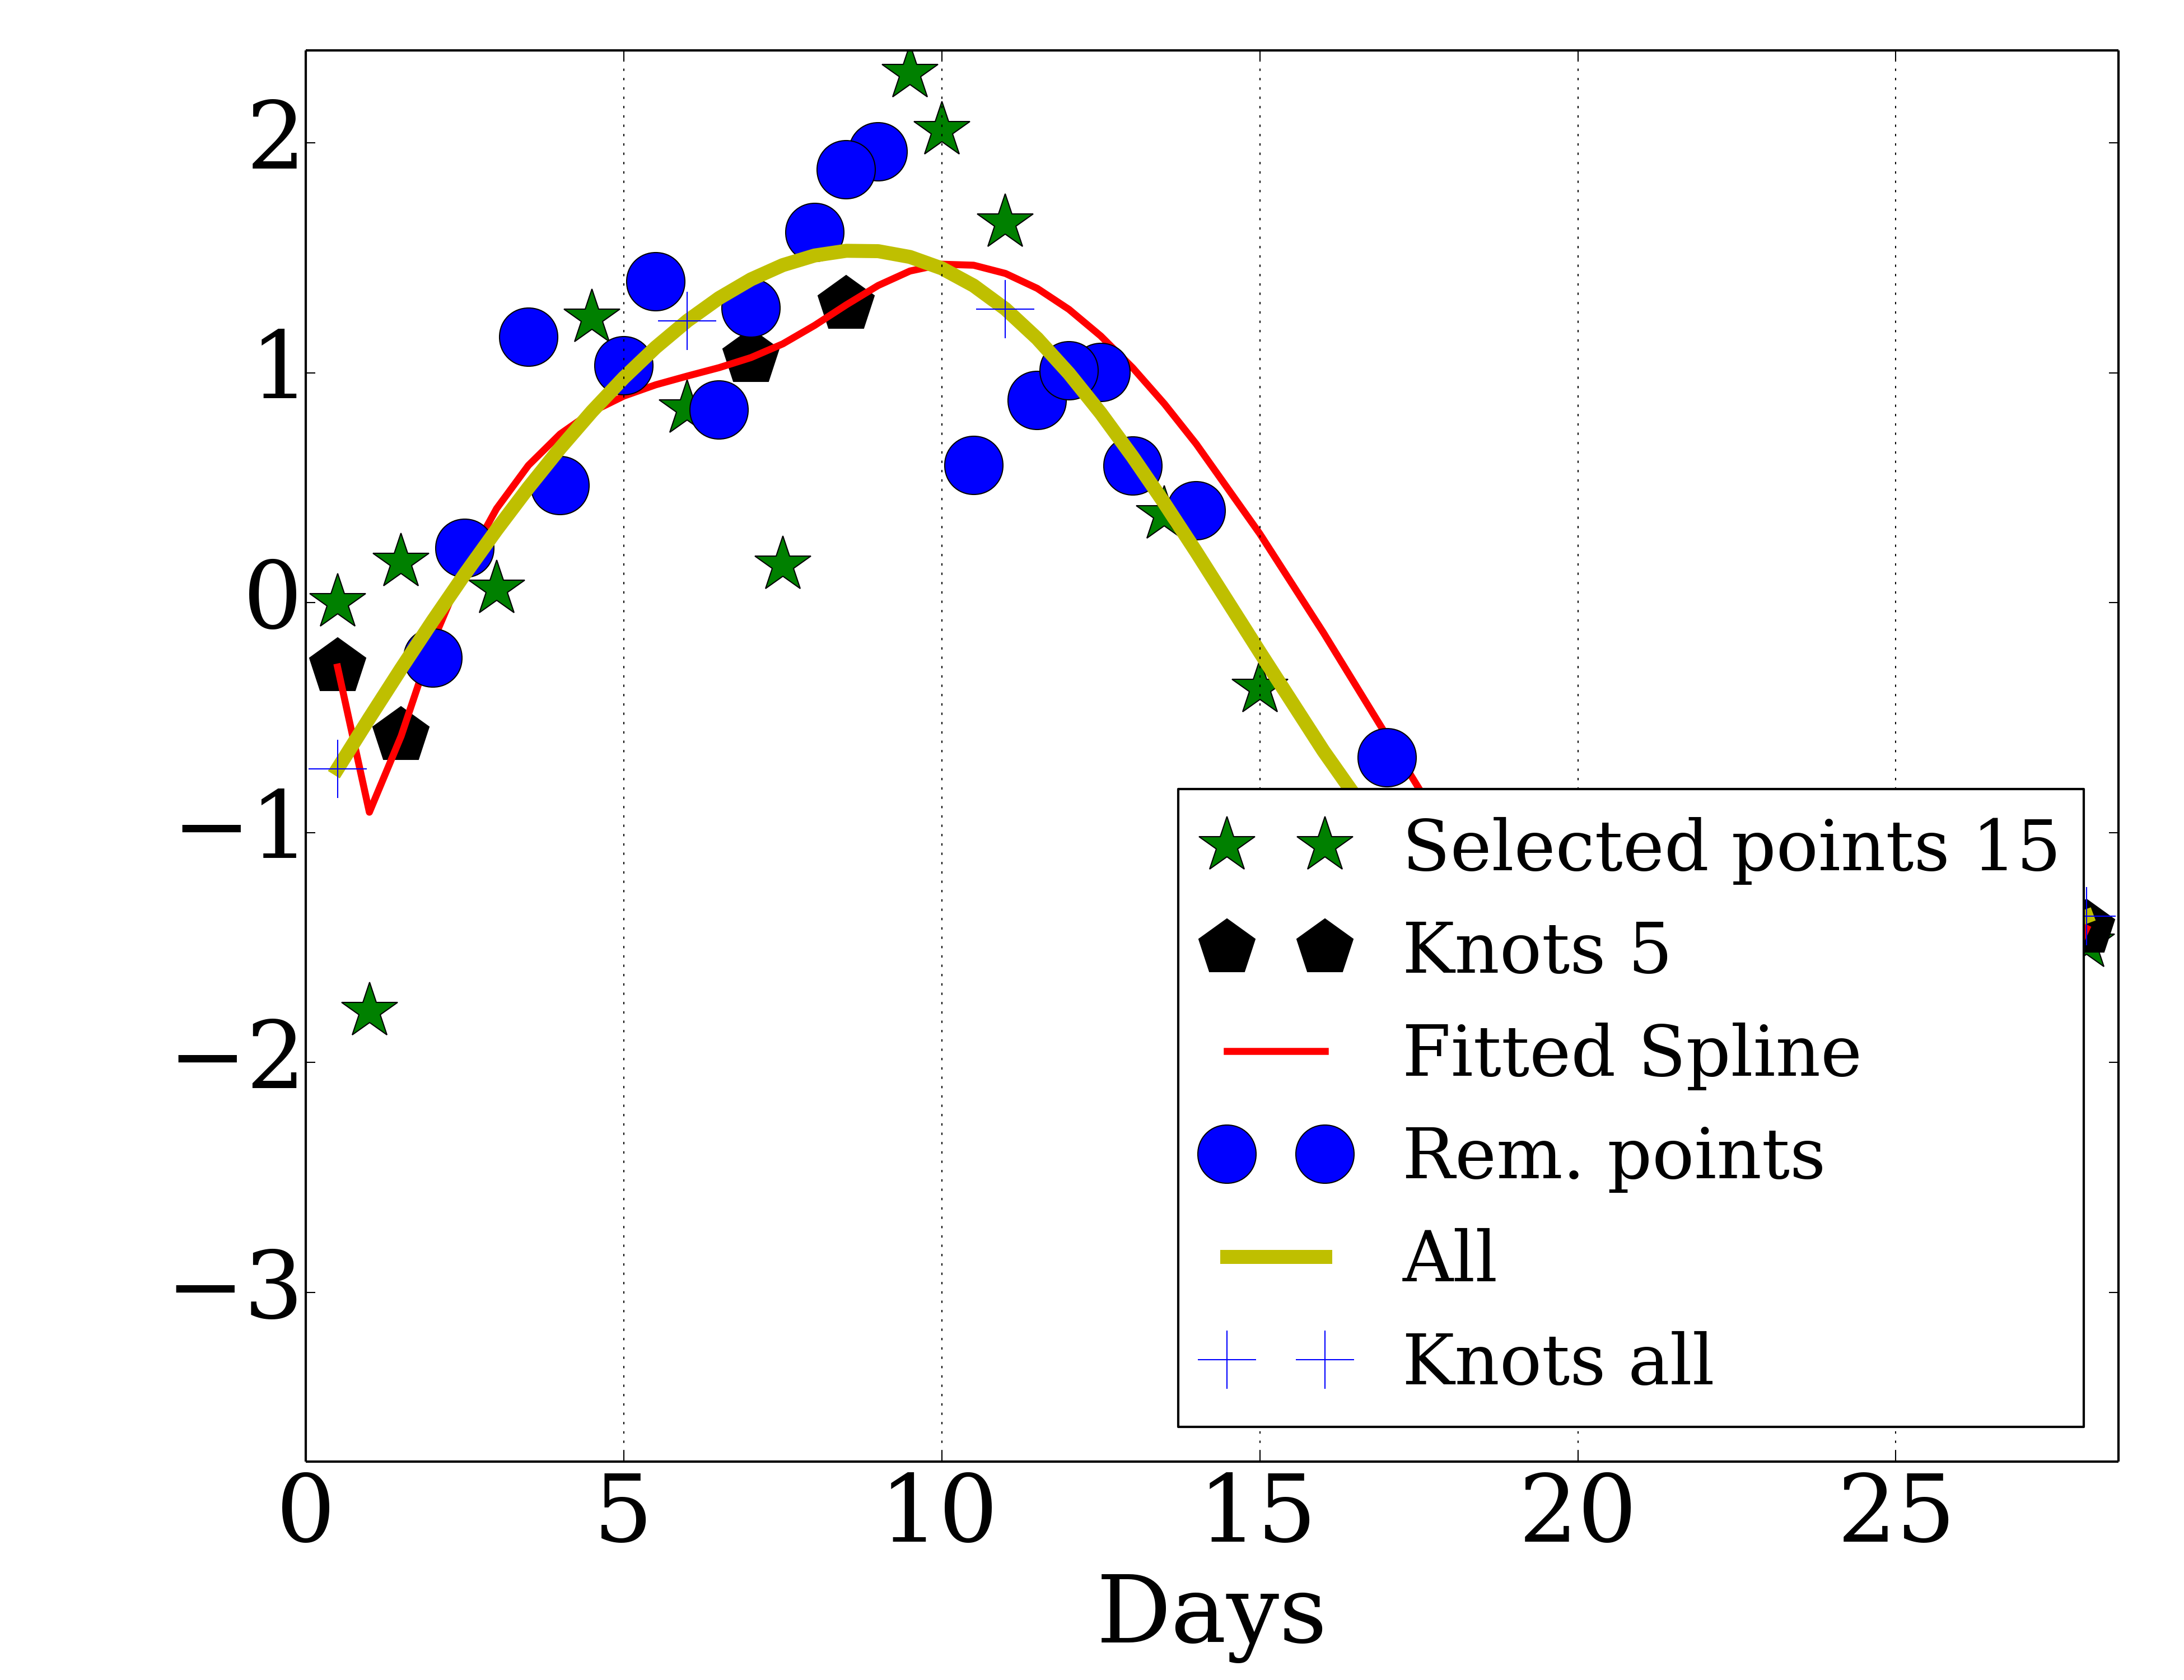 2
1
0
−1
−2
−3
0 5 10 15 20 25
Days
Selected points 15
Knots 5
Fitted Spline
Rem. points
All
Knots all